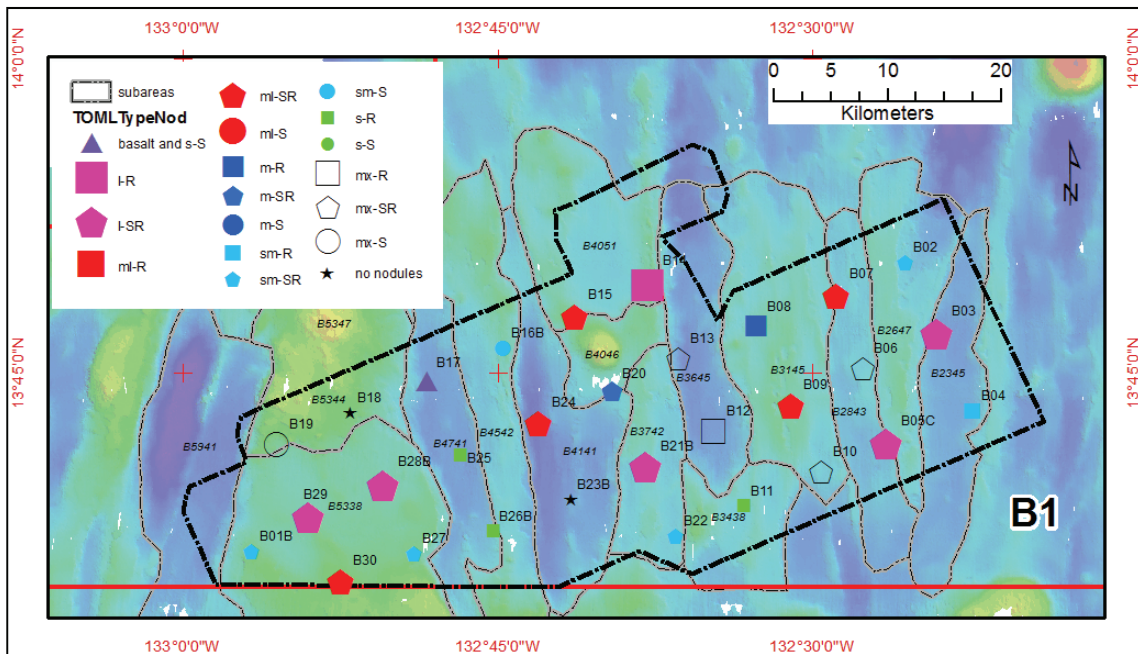 133°0'0"W 132°45'0"W 132°30'0"W
14°0'0"N
14°0'0"N
subareas
TOMLTypeNod
basalt and s-S
l-R
l-SR
ml-R
ml-SR
ml-S
m-R
m-SR
m-S
sm-R
sm-SR
sm-S
s-R
s-S
mx-R
mx-SR
mx-S
no nodules
0 5 10 20
Kilometers
N
B4051
B14
B02
B07
B15
B08
B03
B5347
B16B
B13
B2647
B4046
B06
13°45'0"N
13°45'0"N
B17
B20
B3645
B3145
B2345
B5344
B18
B09
B04
B24
B12
B2843
B05C
B19
B5941
B4741
B4542
B4141
B3742
B28B
B25
B21B
B10
B29
B5338
B23B
B11
B3438
B1
B26B
B22
B01B
B27
B30
133°0'0"W 132°45'0"W 132°30'0"W